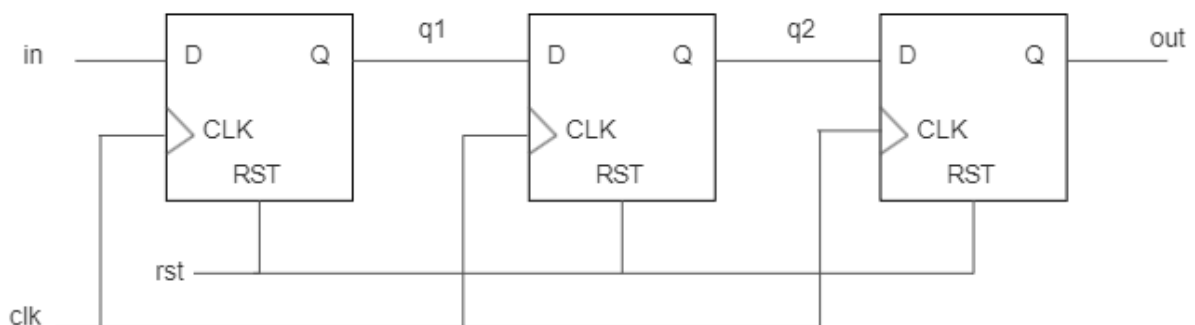 q1 q2
in D Q D Q D Q out
CLK CLK CLK
RST RST RST
rst
clk